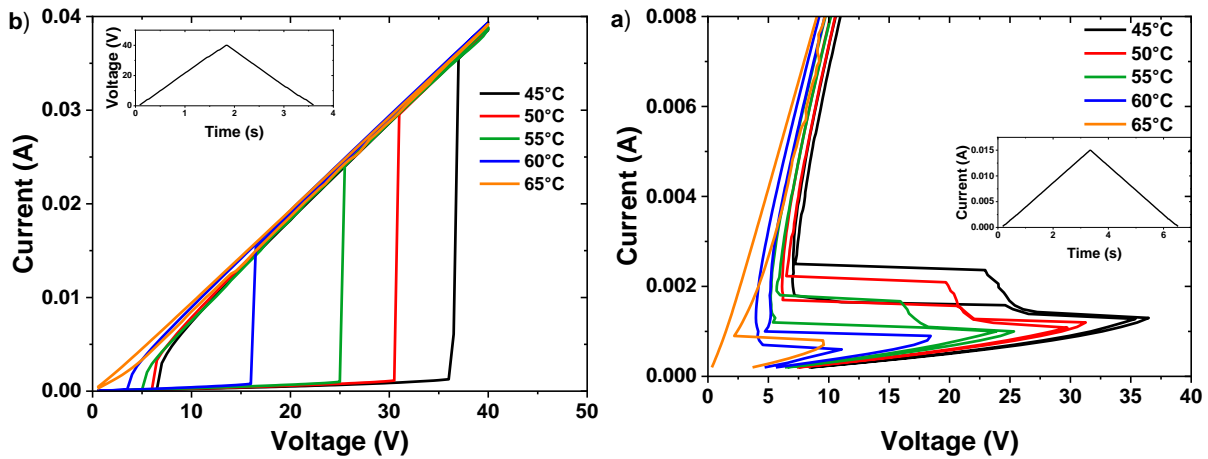 b)
0.04
0.03
0.02
0.01
0.00
Current (A)
0 10 20 30 40 50
Voltage (V)
45°C
50°C
55°C
60°C
65°C
40
20
0
Voltage (V)
0 1 2 3 4
Time (s)
a)
0.008
0.006
0.004
0.002
0.000
Current (A)
0 5 10 15 20 25 30 35 40
Voltage (V)
45°C
50°C
55°C
60°C
65°C
0.015
0.010
0.005
0.000
Current (A)
0 2 4 6
Time (s)